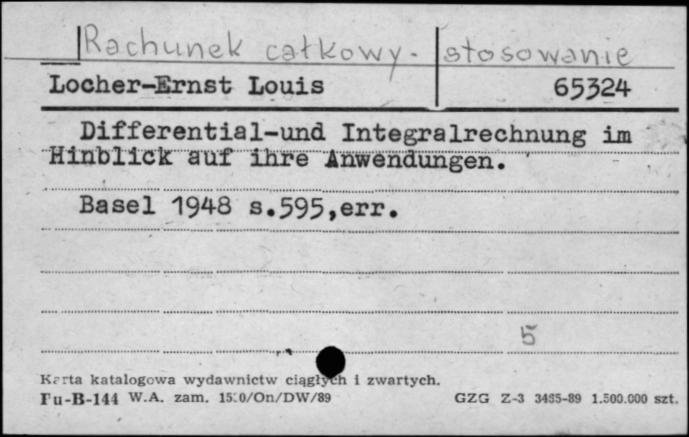 Rachunek całkowy - stosowanie
Locher-Ernst Louis 65324
Differential-und Integralrechnung im
Hinblick auf ihre Anwendungen.
Basel 1948 s.595,err.
5
Karta katalogowa wydawnictw ciągłych i zwartych.
Fu-B-144 W.A. zam. /On/DW/89 GZG Z-3 3485-89 1.500.000 szt.